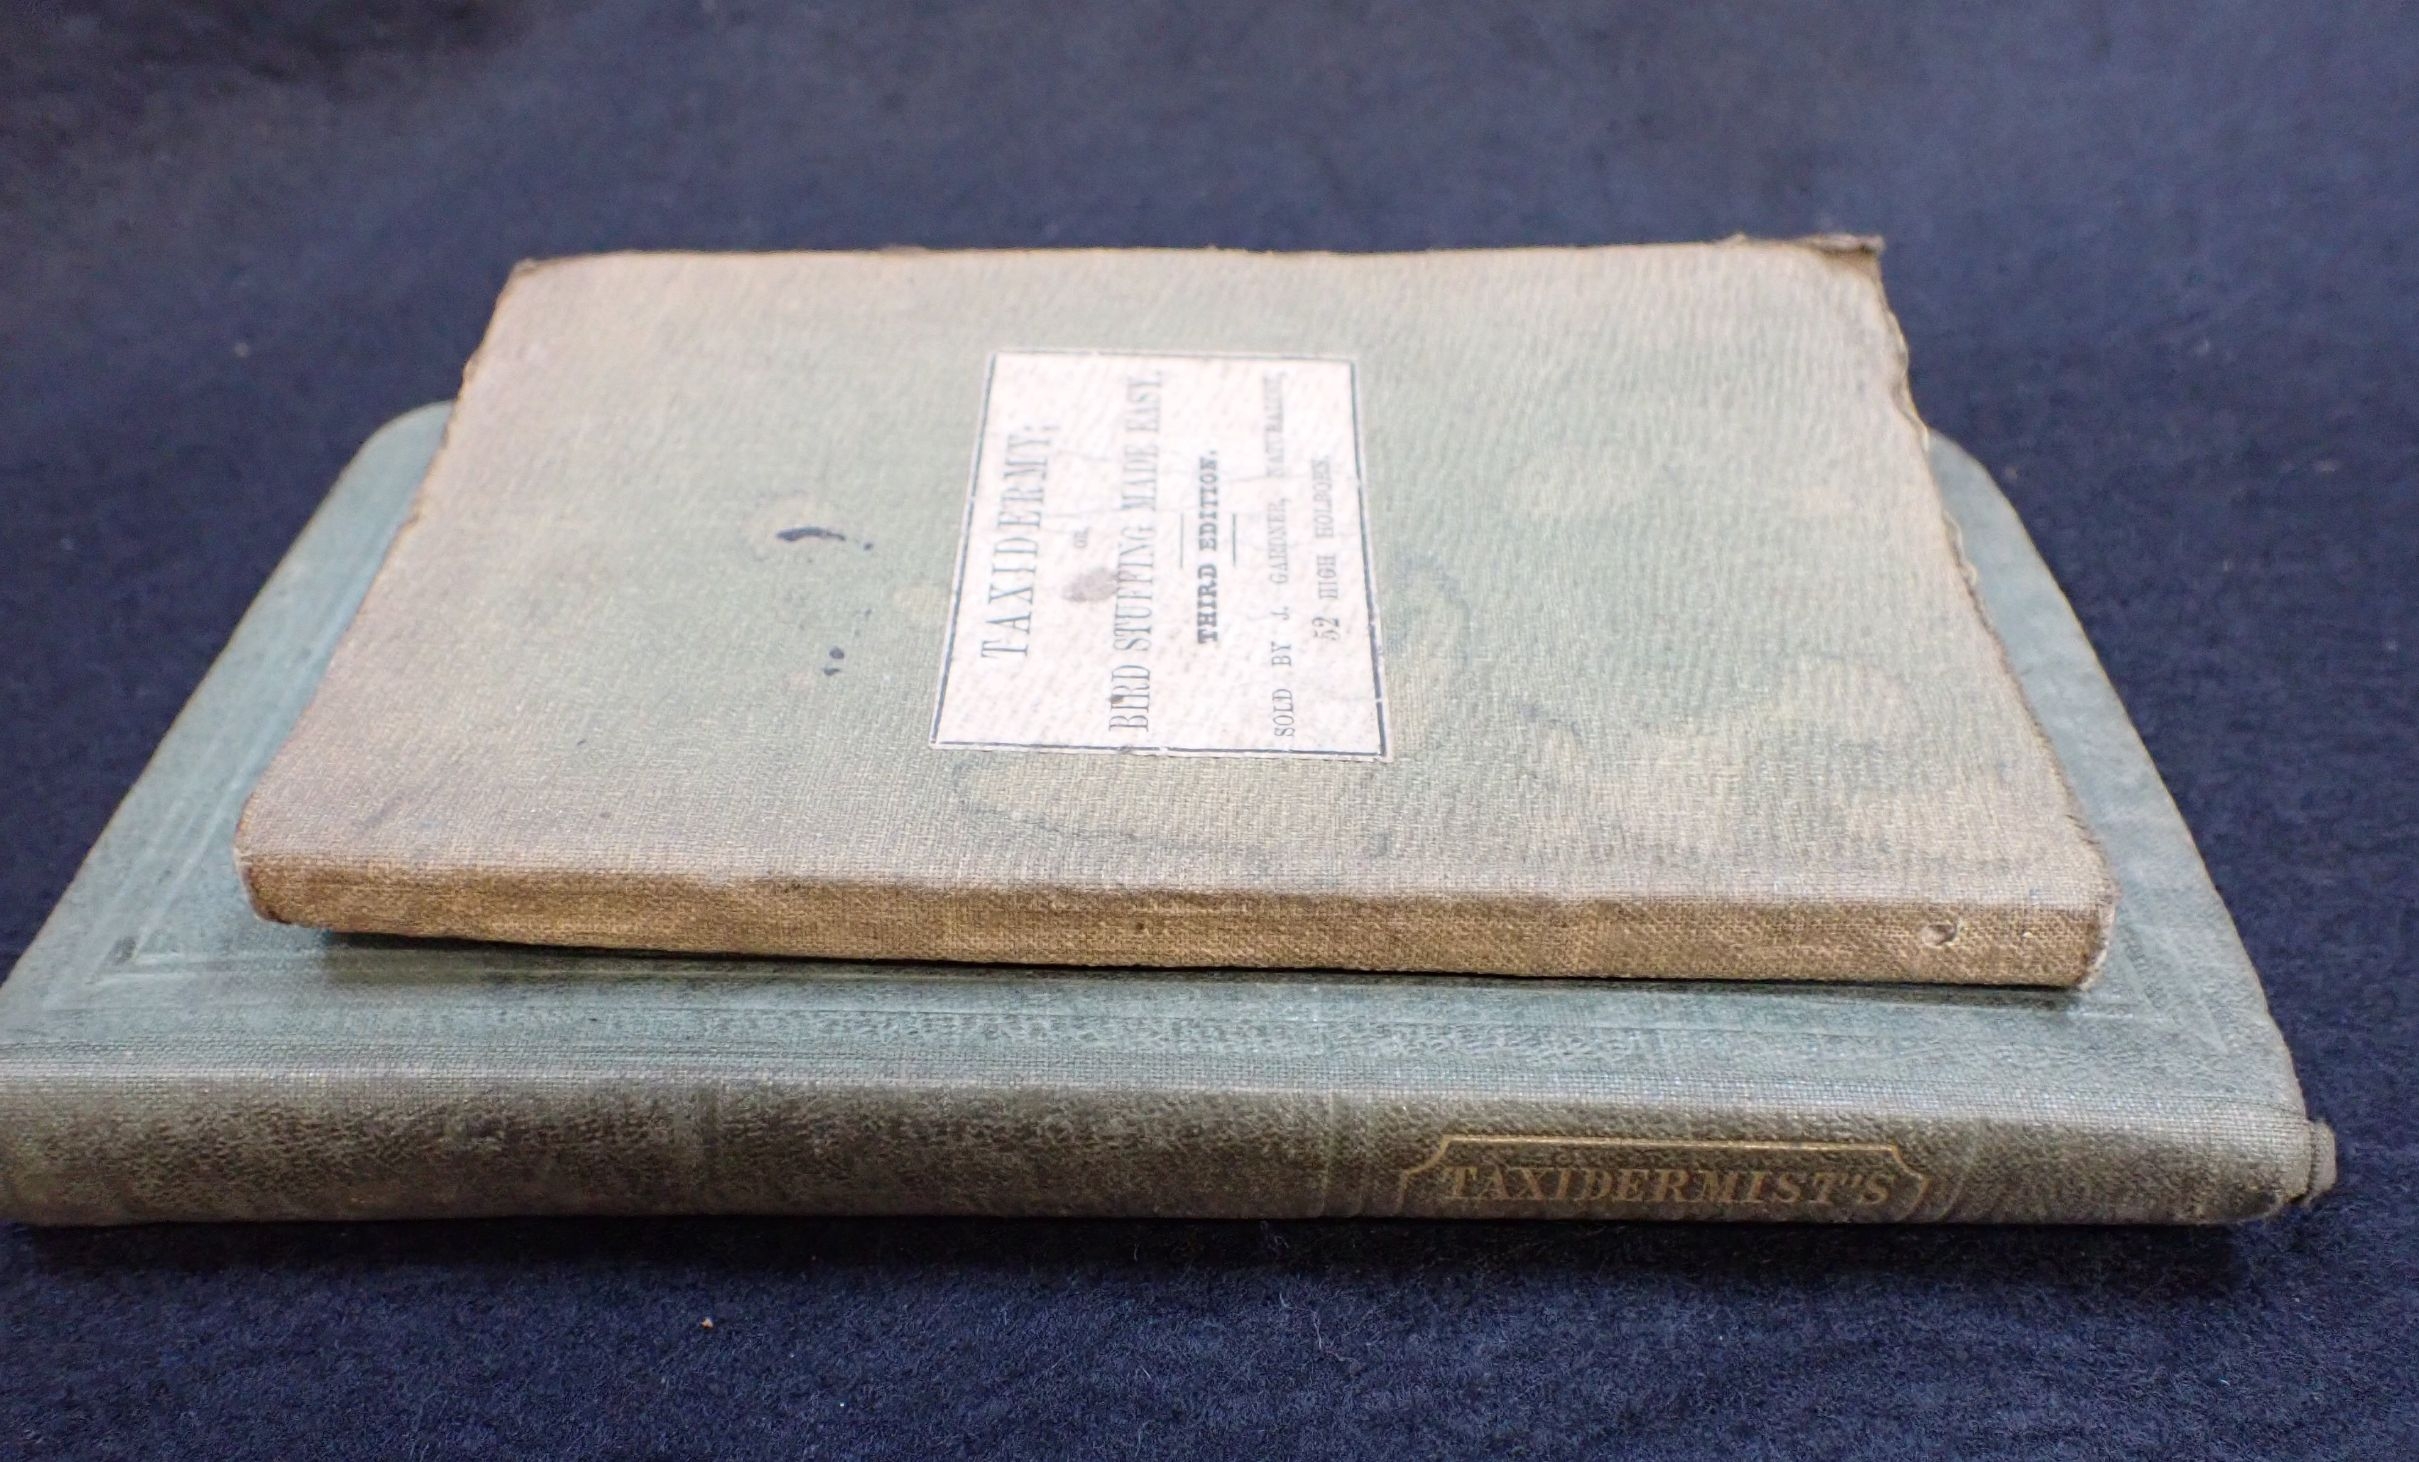 TAXIDERMY;
OR,
BIRD STUFFING MADE EASY.
THIRD EDITION.
SOLD BY J. GARDNER, NATURALIST,
52 HIGH HOLBORN.
TAXIDERMIST'S